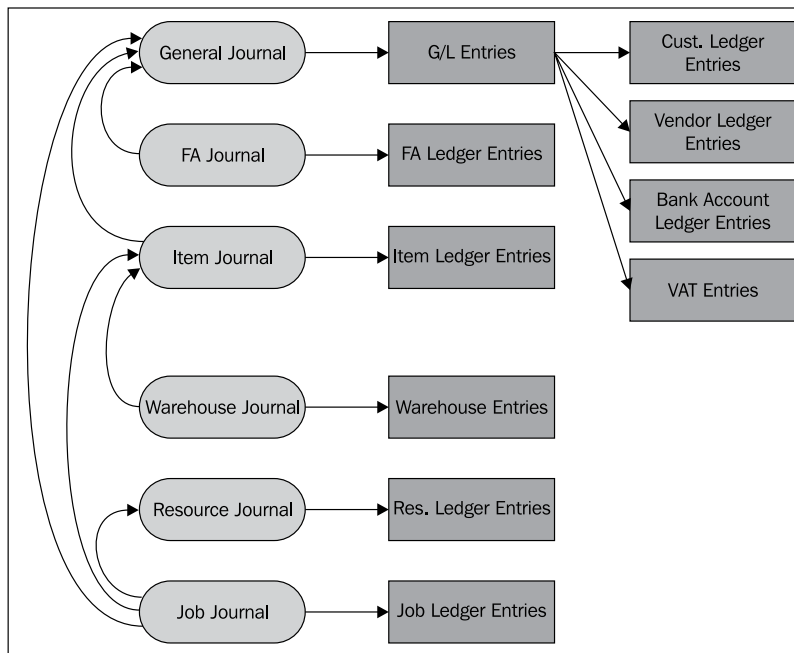 General Journal
G/L Entries
Cust. Ledger
Entries
Vendor Ledger
Entries
FA Journal
FA Ledger Entries
Bank Account
Ledger Entries
Item Journal
Item Ledger Entries
VAT Entries
Warehouse Journal
Warehouse Entries
Resource Journal
Res. Ledger Entries
Job Journal
Job Ledger Entries